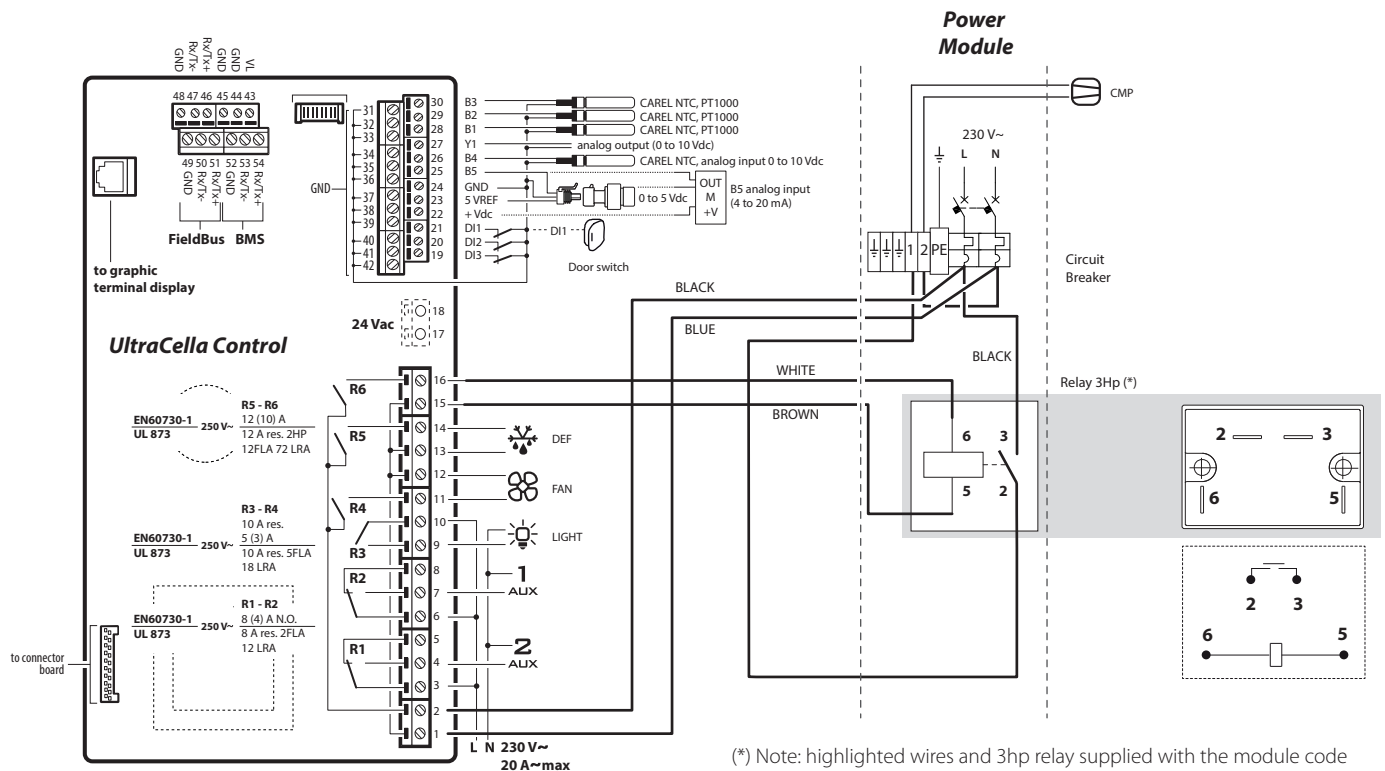 Power
Module
GND
Rx/Tx-
Rx/Tx+
GND
GND
VL
48 47 46 45 44 43
49 50 51 52 53 54
GND
Rx/Tx-
Rx/Tx+
GND
Rx/Tx-
Rx/Tx+
FieldBus BMS
to graphic
terminal display
GND
31
32
33
34
35
36
37
38
39
40
41
42
30
29
28
27
26
25
24
23
22
21
20
19
B3 CAREL NTC, PT1000
B2 CAREL NTC, PT1000
B1 CAREL NTC, PT1000
Y1 analog output (0 to 10 Vdc)
B4 CAREL NTC, analog input 0 to 10 Vdc
B5
GND
5 VREF 0 to 5 Vdc
+ Vdc
OUT
M
+V
B5 analog input
(4 to 20 mA)
DI1 DI1
DI2
DI3
Door switch
24 Vac
18
17
UltraCella Control
EN60730-1
UL 873
250 V~
R5 - R6
12 (10) A
12 A res. 2HP
12FLA 72 LRA
EN60730-1
UL 873
250 V~
R3 - R4
10 A res.
5 (3) A
10 A res. 5FLA
18 LRA
EN60730-1
UL 873
250 V~
R1 - R2
8 (4) A N.O.
8 A res. 2FLA
12 LRA
to connector
board
R6
R5
R4
R3
R2
R1
16
15
14
13
12
11
10
9
8
7
6
5
4
3
2
1
DEF
FAN
LIGHT
1
AUX
2
AUX
L N 230 V~
20 A~max
BLACK
BLUE
WHITE
BROWN
CMP
230 V~
L N
1 2 PE
Circuit
Breaker
BLACK
Relay 3Hp (*)
6 3
5 2
2 3
6 5
2 3
6 5
(*) Note: highlighted wires and 3hp relay supplied with the module code